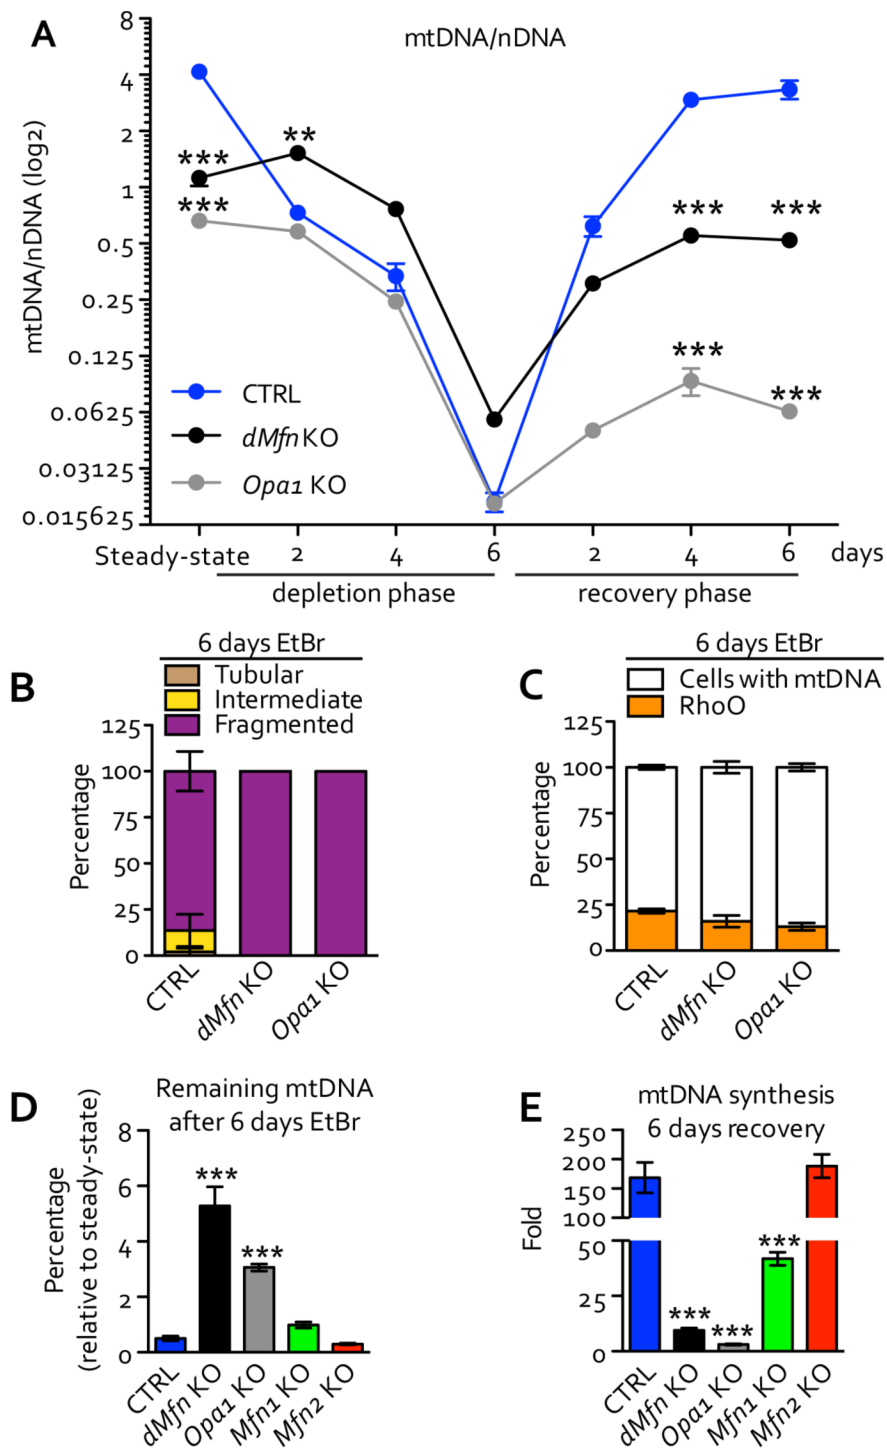 A
mtDNA/nDNA
mtDNA/nDNA (log2)
8
4
2
1
0.5
0.25
0.125
0.0625
0.03125
0.015625
***
***
**
***
***
***
***
CTRL
dMfn KO
Opa1 KO
Steady-state 2 4 6 2 4 6 days
depletion phase recovery phase
B
6 days EtBr
Tubular
Intermediate
Fragmented
Percentage
125
100
75
50
25
0
CTRL
dMfn KO
Opa1 KO
C
6 days EtBr
Cells with mtDNA
RhoO
Percentage
125
100
75
50
25
0
CTRL
dMfn KO
Opa1 KO
D
Remaining mtDNA
after 6 days EtBr
Percentage
(relative to steady-state)
8
6
4
2
0
***
***
CTRL
dMfn KO
Opa1 KO
Mfn1 KO
Mfn2 KO
E
mtDNA synthesis
6 days recovery
Fold
250
200
150
100
50
25
0
***
***
***
CTRL
dMfn KO
Opa1 KO
Mfn1 KO
Mfn2 KO